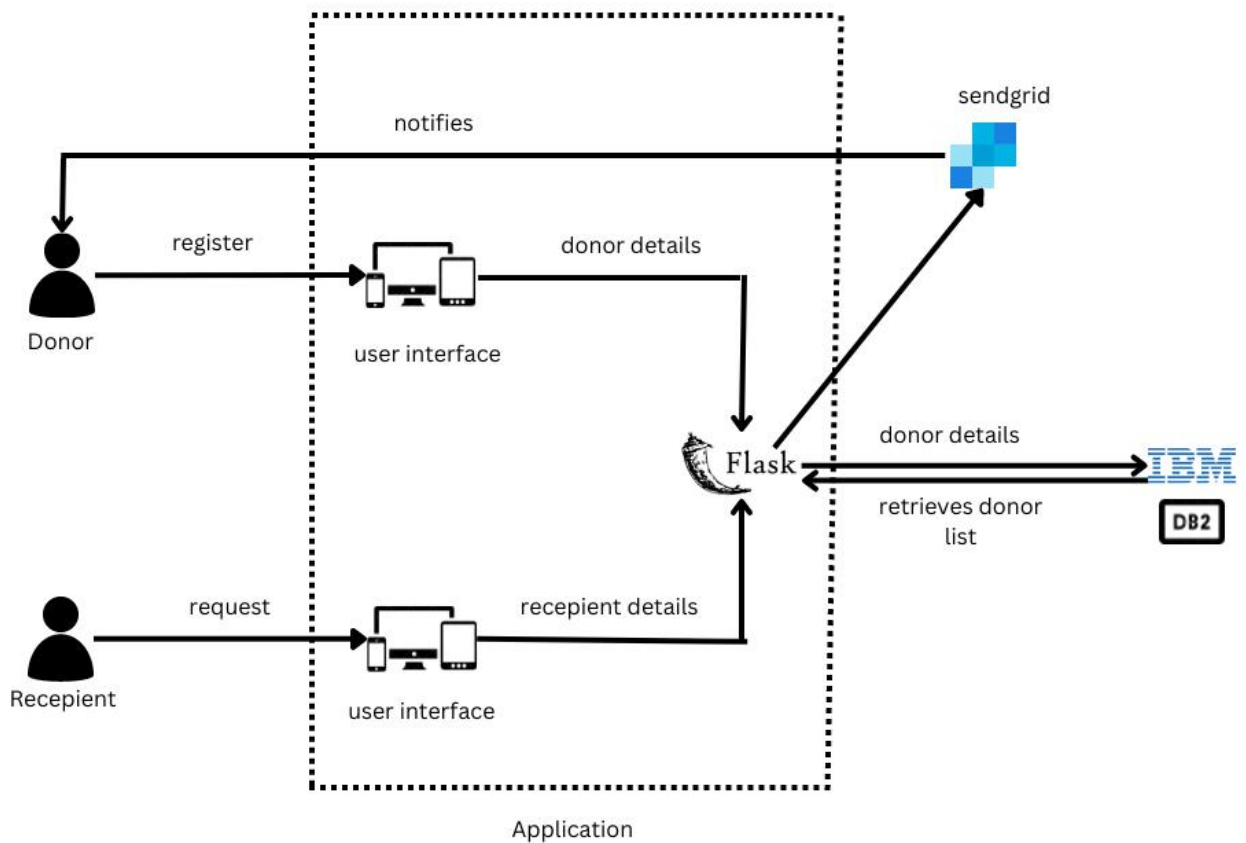 sendgrid
notifies
register
donor details
Donor
user interface
Flask
donor details
IBM
retrieves donor
list
DB2
request
recepient details
Recepient
user interface
Application